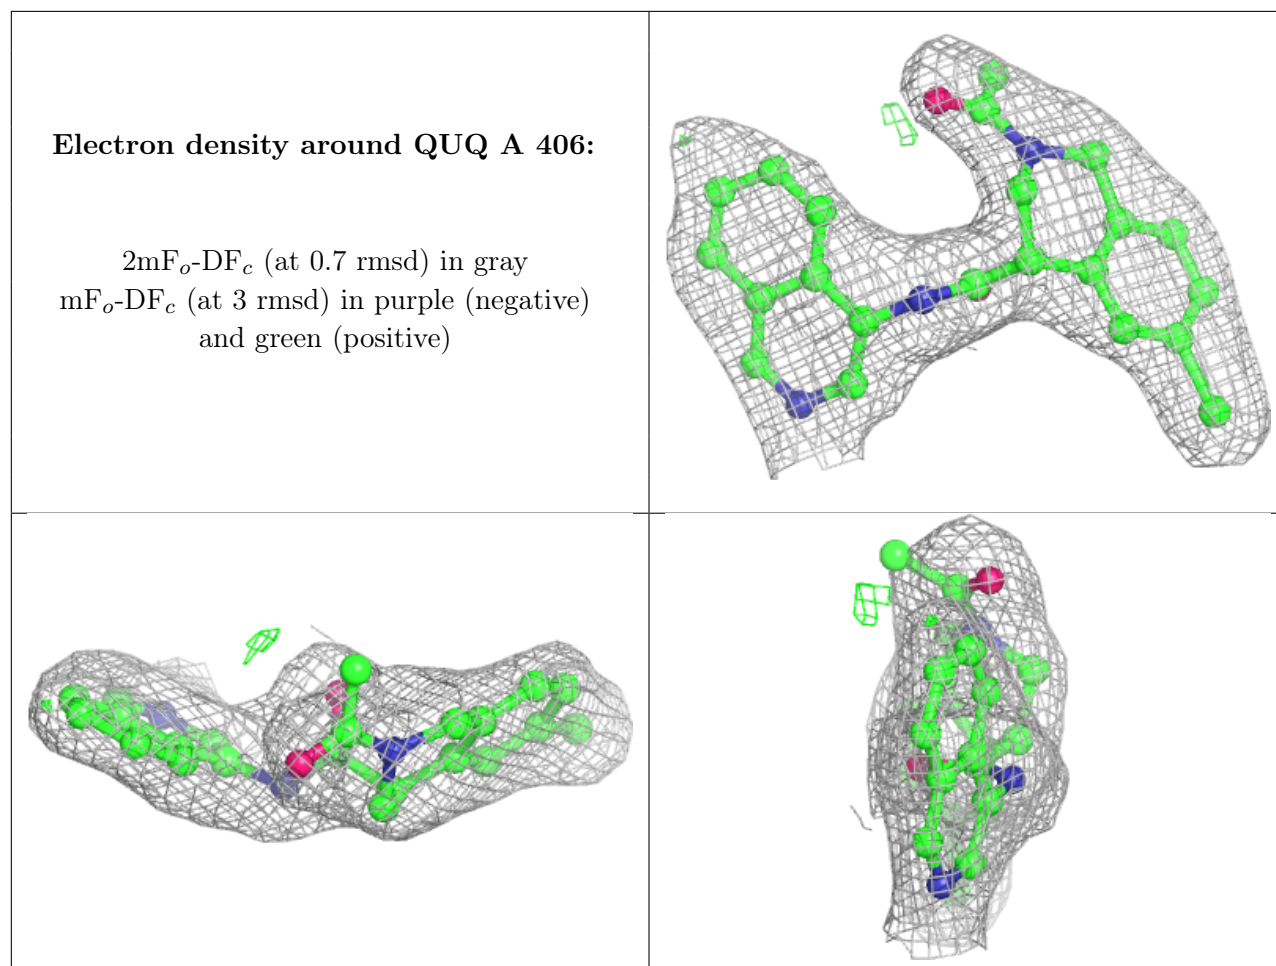 Electron density around QUQ A 406:
2mFo-DFc (at 0.7 rmsd) in gray
mFo-DFc (at 3 rmsd) in purple (negative)
and green (positive)